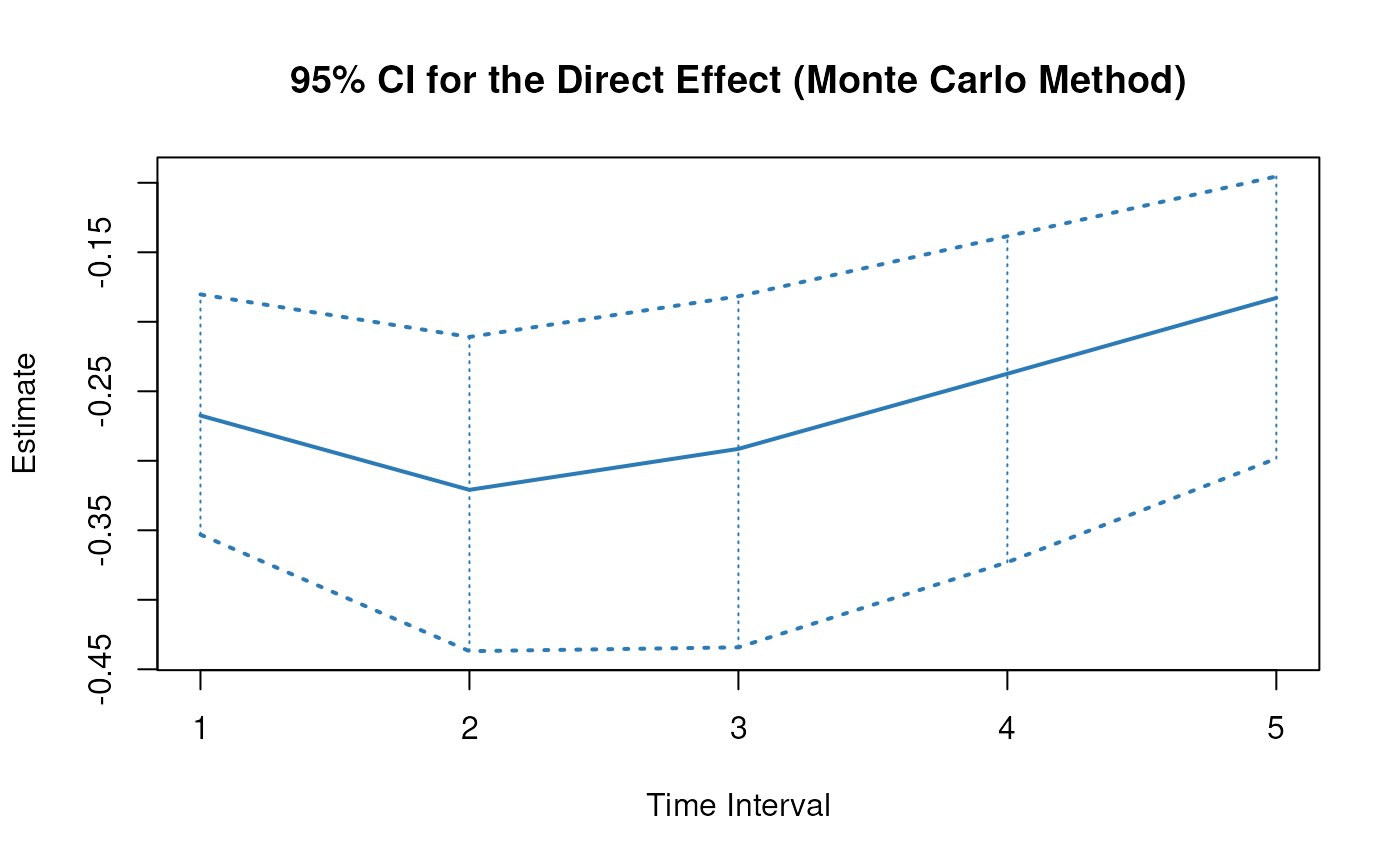 95% CI for the Direct Effect (Monte Carlo Method)
Estimate
-0.15
-0.25
-0.35
-0.45
1 2 3 4 5
Time Interval